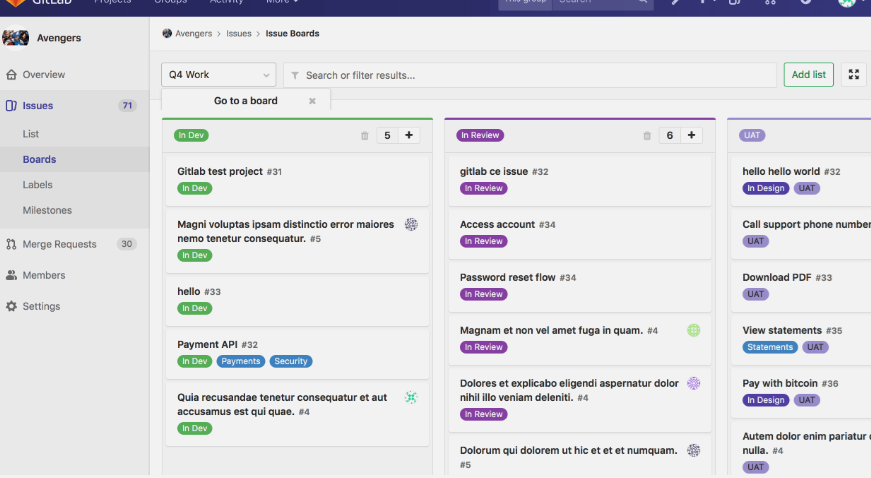 GitLab Projects Groups Activity More This group Search
Avengers
Avengers > Issues > Issue Boards
Overview
Issues 71
List
Boards
Labels
Milestones
Merge Requests 30
Members
Settings
Q4 Work
Search or filter results...
Add list
Go to a board
In Dev 5 +
Gitlab test project #31
In Dev
Magni voluptas ipsam distinctio error maiores
nemo tenetur consequatur. #5
In Dev
hello #33
In Dev
Payment API #32
In Dev Payments Security
Quia recusandae tenetur consequatur et aut
accusamus est qui quae. #4
In Dev
In Review 6 +
gitlab ce issue #32
In Review
Access account #34
In Review
Password reset flow #34
In Review
Magnam et non vel amet fuga in quam. #4
In Review
Dolores et explicabo eligendi aspernatur dolor
nihil illo veniam deleniti. #4
In Review
Dolorum qui dolorem ut hic et et et numquam.
#5
UAT
hello hello world #32
In Design UAT
Call support phone number
UAT
Download PDF #33
UAT
View statements #35
Statements UAT
Pay with bitcoin #36
In Design UAT
Autem dolor enim pariatur
nulla. #4
UAT